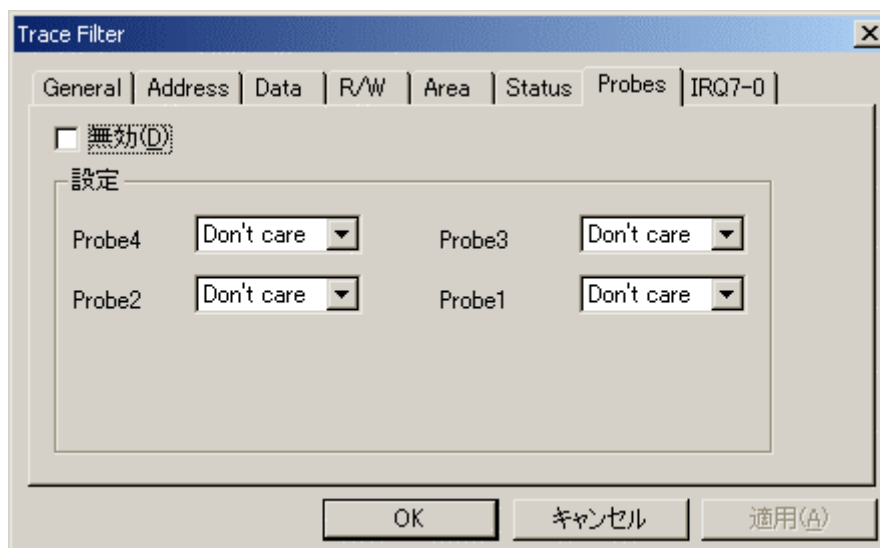 Trace Filter
General Address Data R/W Area Status Probes IRQ7-0
無効(D)
設定
Probe4 Don't care Probe3 Don't care
Probe2 Don't care Probe1 Don't care
OK キャンセル 適用(A)